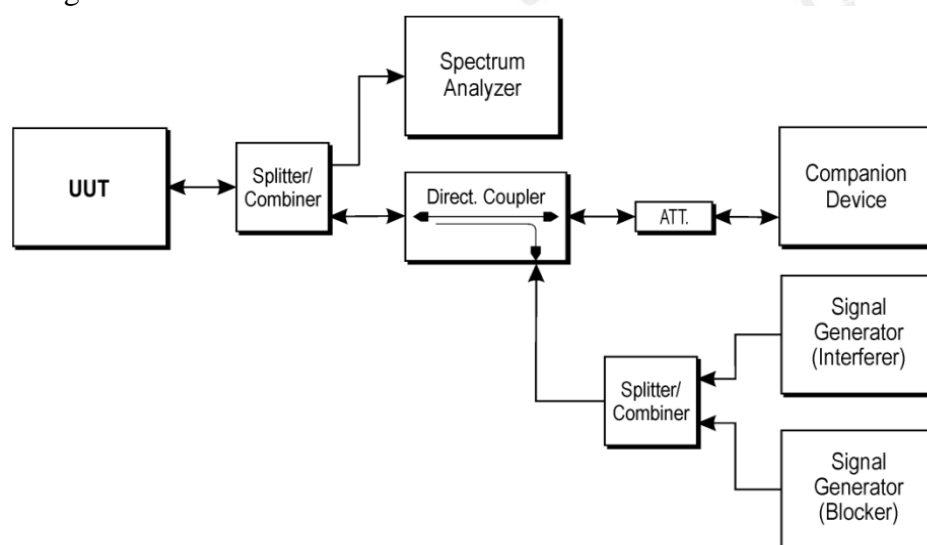 Spectrum
Analyzer
UUT
Splitter/
Combiner
Direct. Coupler
ATT.
Companion
Device
Signal
Generator
(Interferer)
Splitter/
Combiner
Signal
Generator
(Blocker)